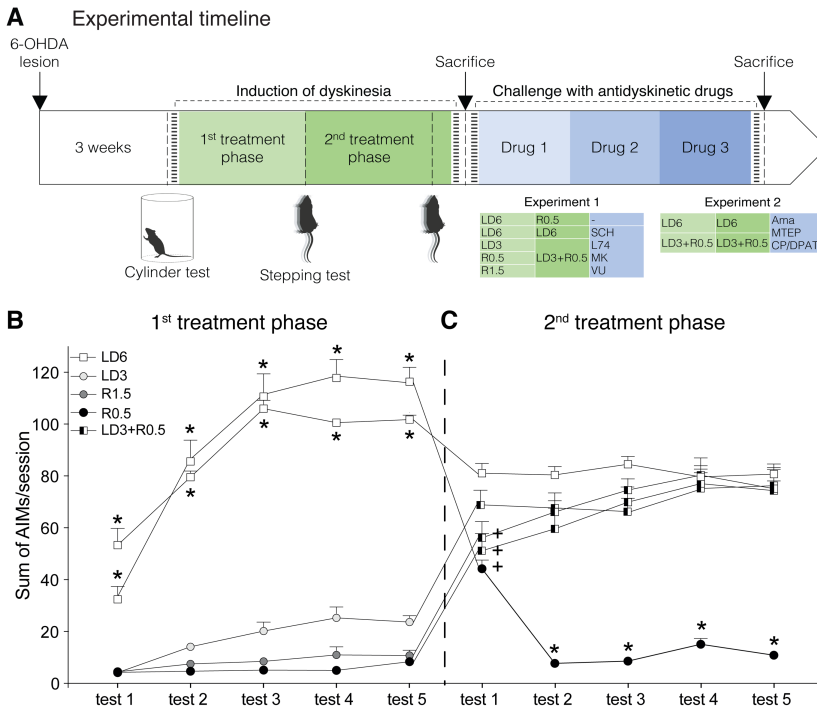 A
Experimental timeline
6-OHDA
lesion
Sacrifice
Sacrifice
Induction of dyskinesia
Challenge with antidyskinetic drugs
3 weeks
1st treatment
phase
2nd treatment
phase
Drug 1
Drug 2
Drug 3
Cylinder test
Stepping test
Experiment 1
LD6 R0.5 -
LD6 LD6 SCH
LD3 L74
R0.5 LD3+R0.5 MK
R1.5 VU
Experiment 2
LD6 LD6 Ama
MTEP
LD3+R0.5 LD3+R0.5 CP/DPAT
B
1st treatment phase
C
2nd treatment phase
LD6
LD3
R1.5
R0.5
LD3+R0.5
Sum of AIMs/session
120
100
80
60
40
20
0
* * * * *
* * * * *
+
+
+
* * * *
test 1 test 2 test 3 test 4 test 5 test 1 test 2 test 3 test 4 test 5